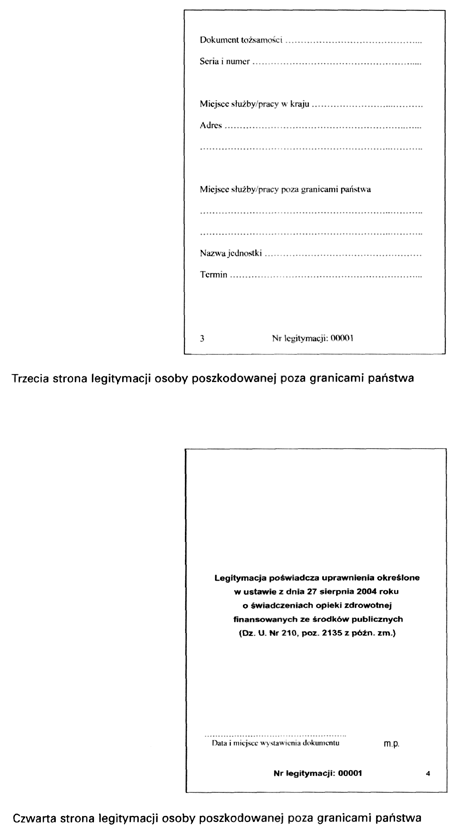 Dokument tożsamości ................................................
Seria i numer ............................................................
Miejsce służby/pracy w kraju .......................................
Adres ......................................................................
..............................................................................
Miejsce służby/pracy poza granicami państwa
..............................................................................
..............................................................................
Nazwa jednostki .......................................................
Termin ....................................................................
3 Nr legitymacji: 00001
Trzecia strona legitymacji osoby poszkodowanej poza granicami państwa
Legitymacja poświadcza uprawnienia określone
w ustawie z dnia 27 sierpnia 2004 roku
o świadczeniach opieki zdrowotnej
finansowanych ze środków publicznych
(Dz. U. Nr 210, poz. 2135 z późn. zm.)
..................................................
Data i miejsce wystawienia dokumentu m.p.
Nr legitymacji: 00001 4
Czwarta strona legitymacji osoby poszkodowanej poza granicami państwa